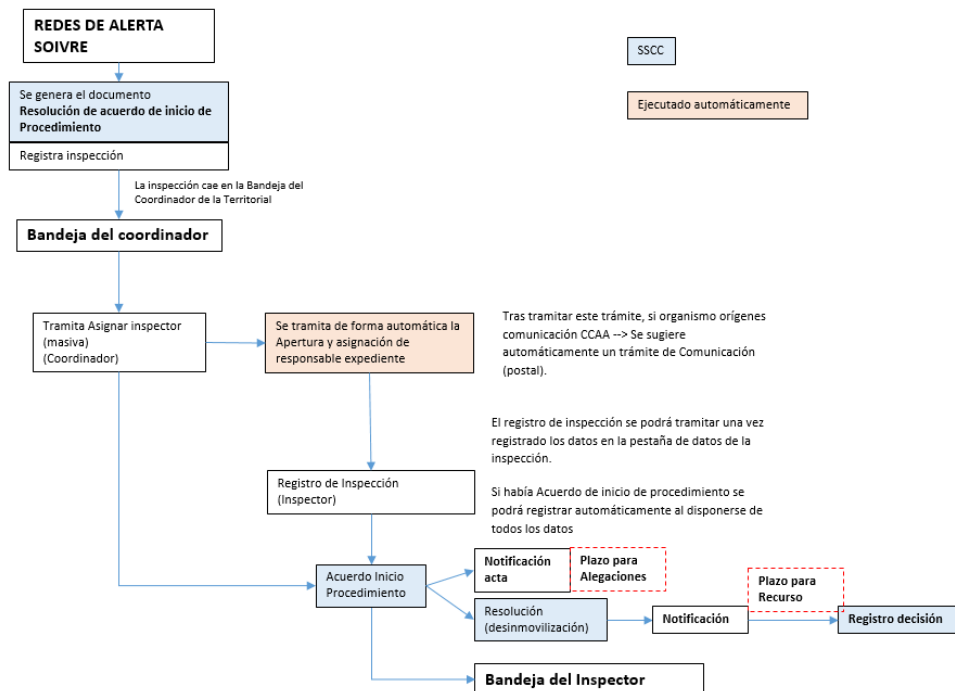 REDES DE ALERTA
SOIVRE
SSCC
Se genera el documento
Resolución de acuerdo de inicio de
Procedimiento
Ejecutado automáticamente
Registra inspección
La inspección cae en la Bandeja del
Coordinador de la Territorial
Bandeja del coordinador
Tramita Asignar inspector
(masiva)
(Coordinador)
Se tramita de forma automática la
Apertura y asignación de
responsable expediente
Tras tramitar este trámite, si organismo orígenes
comunicación CCAA --> Se sugiere
automáticamente un trámite de Comunicación
(postal).
El registro de inspección se podrá tramitar una vez
registrado los datos en la pestaña de datos de la
inspección.
Registro de Inspección
(Inspector)
Si había Acuerdo de inicio de procedimiento se
podrá registrar automáticamente al disponerse de
todos los datos
Acuerdo Inicio
Procedimiento
Notificación
acta
Plazo para
Alegaciones
Plazo para
Recurso
Resolución
(desinmovilización)
Notificación
Registro decisión
Bandeja del Inspector